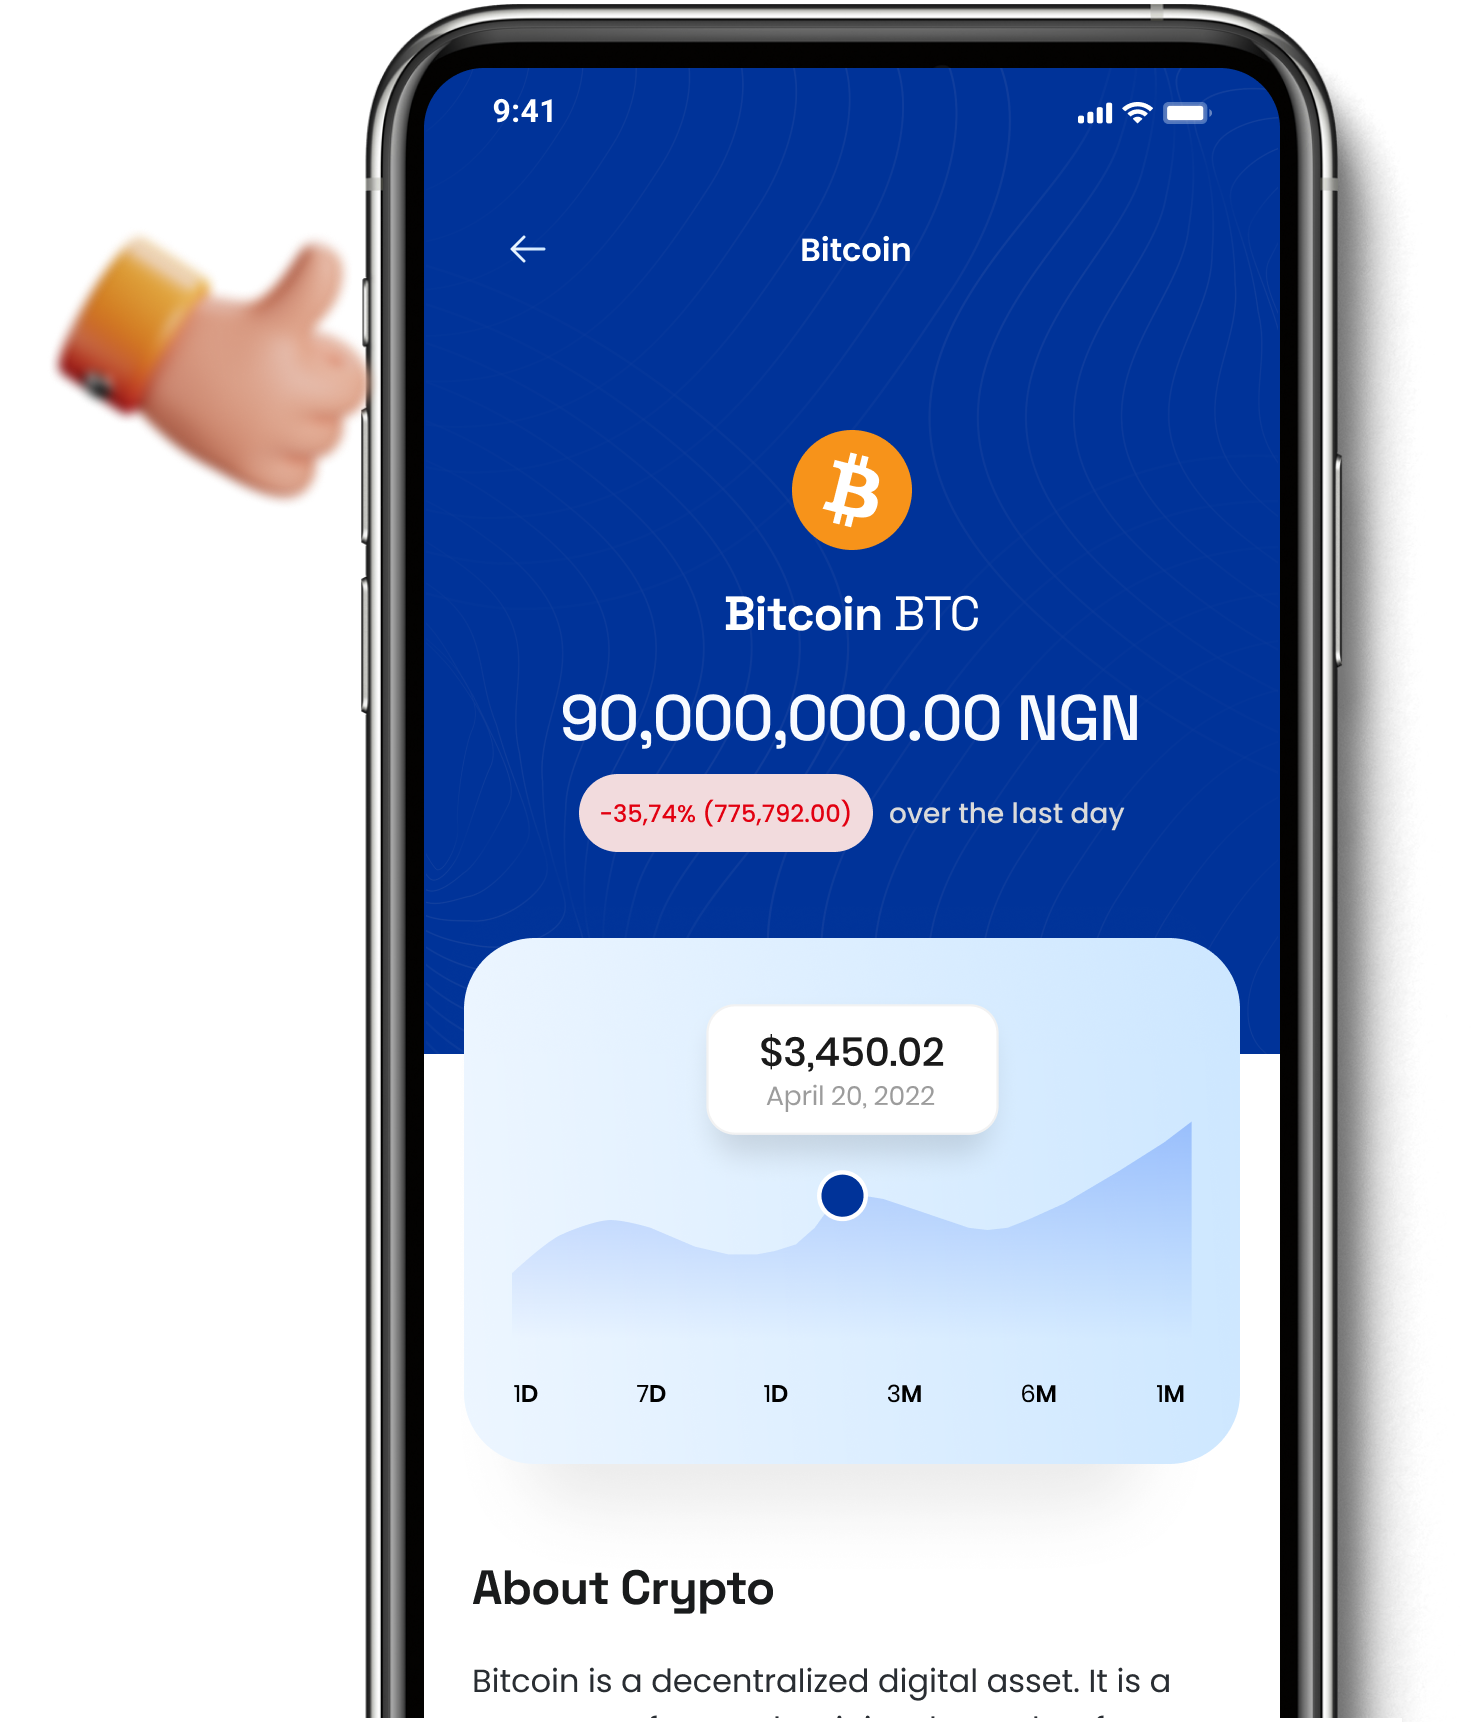 9:41
Bitcoin
Bitcoin BTC
90,000,000.00 NGN
-35,74% (775,792.00) over the last day
$3,450.02
April 20, 2022
1D 7D 1D 3M 6M 1M
About Crypto
Bitcoin is a decentralized digital asset. It is a